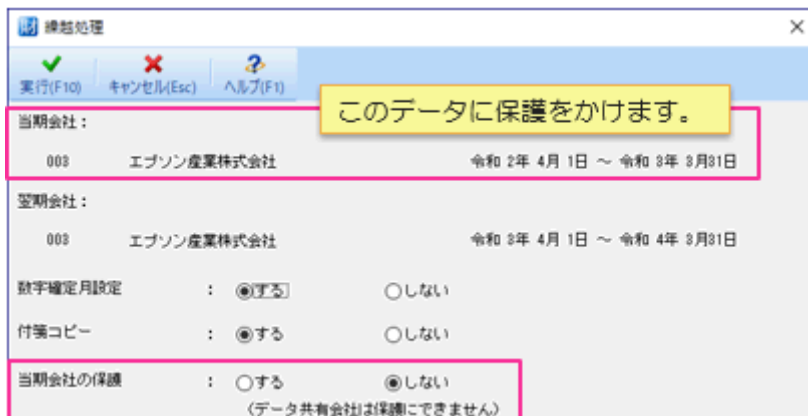 繰越処理
実行(F10) キャンセル(Esc) ヘルプ(F1)
このデータに保護をかけます。
当期会社：
003 エプソン産業株式会社 令和 2年 4月 1日 ～ 令和 3年 3月31日
翌期会社：
003 エプソン産業株式会社 令和 3年 4月 1日 ～ 令和 4年 3月31日
数字確定月設定 ： する しない
付箋コピー ： する しない
当期会社の保護 ： する しない
(データ共有会社は保護にできません)